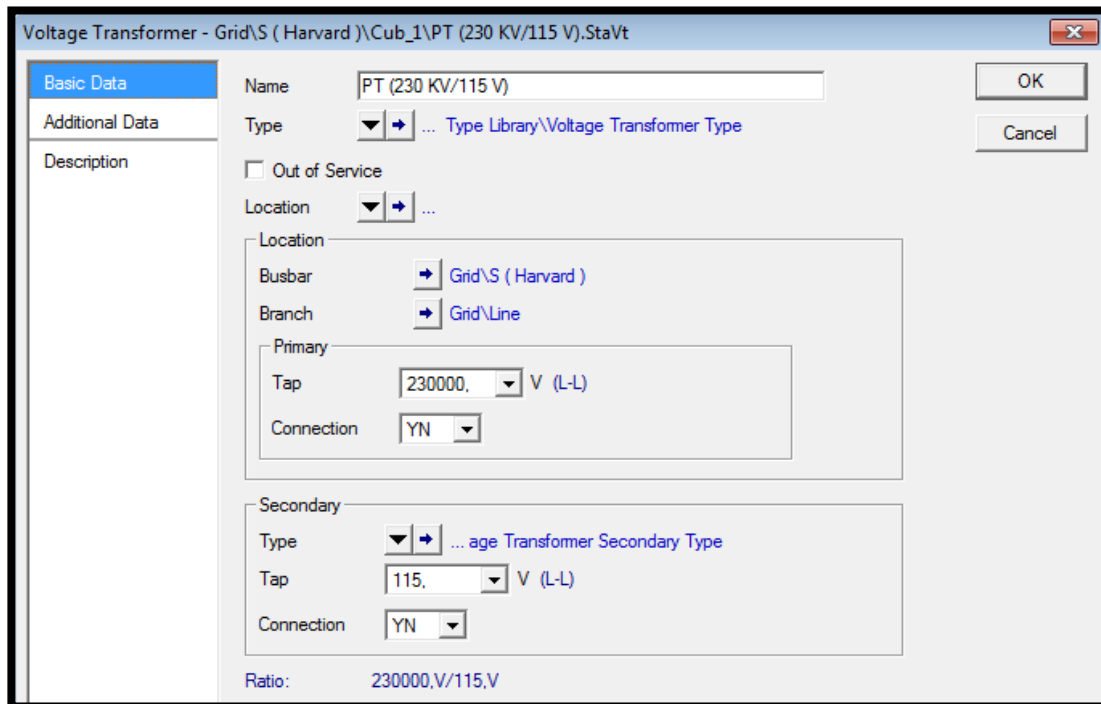 Voltage Transformer - Grid\S ( Harvard )\Cub_1\PT (230 KV/115 V).StaVt
Basic Data
Additional Data
Description
Name PT (230 KV/115 V)
Type ... Type Library\Voltage Transformer Type
Out of Service
Location ...
Location
Busbar Grid\S ( Harvard )
Branch Grid\Line
Primary
Tap 230000, V (L-L)
Connection YN
Secondary
Type ... age Transformer Secondary Type
Tap 115, V (L-L)
Connection YN
Ratio: 230000,V/115,V
OK
Cancel